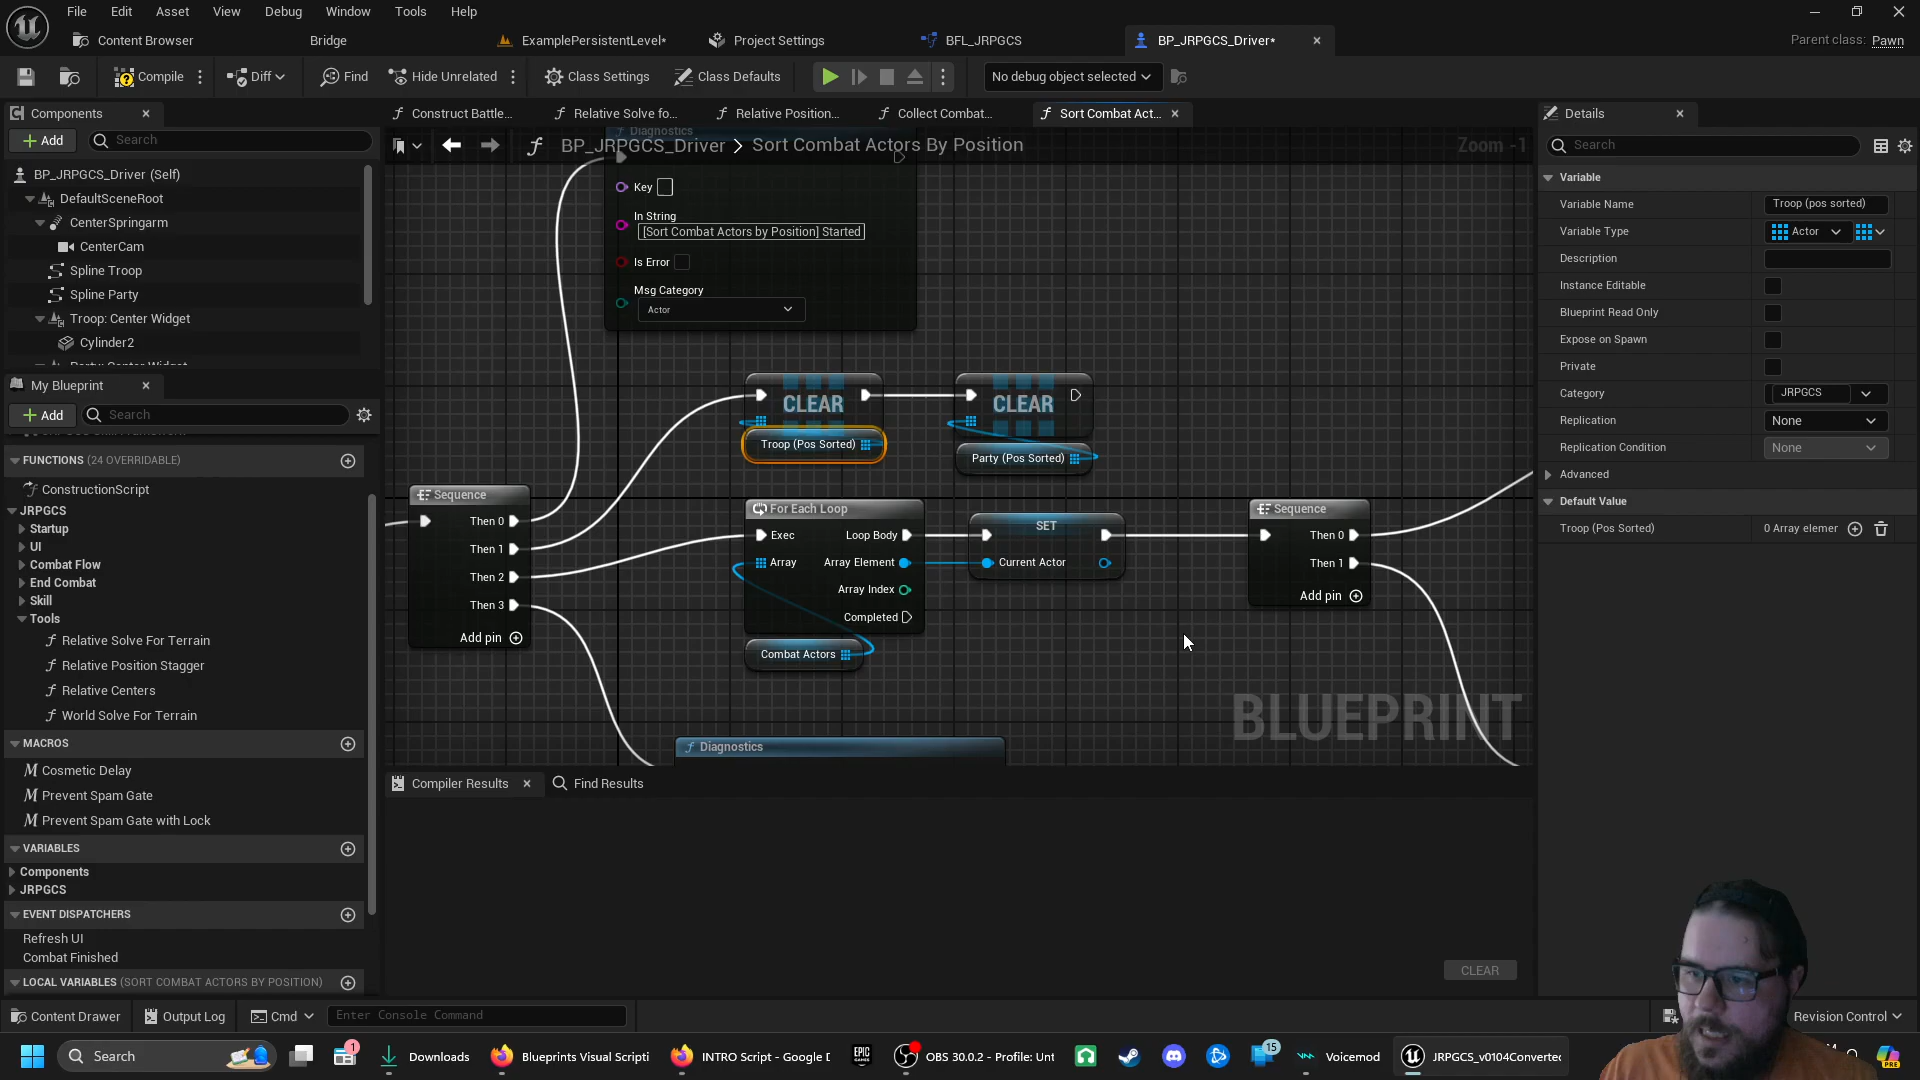 File Edit Asset View Debug Window Tools Help
Content Browser
Bridge
ExamplePersistentLevel*
Project Settings
BFL_JRPGCS
BP_JRPGCS_Driver*
Parent class: Pawn
Compile
Diff
Find
Hide Unrelated
Class Settings
Class Defaults
No debug object selected
Components
Add
Search
BP_JRPGCS_Driver (Self)
DefaultSceneRoot
CenterSpringarm
CenterCam
Spline Troop
Spline Party
Troop: Center Widget
Cylinder2
My Blueprint
Add
Search
FUNCTIONS (24 OVERRIDABLE)
ConstructionScript
JRPGCS
Startup
UI
Combat Flow
End Combat
Skill
Tools
Relative Solve For Terrain
Relative Position Stagger
Relative Centers
World Solve For Terrain
MACROS
Cosmetic Delay
Prevent Spam Gate
Prevent Spam Gate with Lock
VARIABLES
Components
JRPGCS
EVENT DISPATCHERS
Refresh UI
Combat Finished
LOCAL VARIABLES (SORT COMBAT ACTORS BY POSITION)
Construct Battle...
Relative Solve fo...
Relative Position...
Collect Combat...
Sort Combat Act...
BP_JRPGCS_Driver > Sort Combat Actors By Position
Zoom -1
Diagnostics
Key
In String
[Sort Combat Actors by Position] Started
Is Error
Msg Category
Actor
CLEAR
CLEAR
Troop (Pos Sorted)
Party (Pos Sorted)
Sequence
Then 0
Then 1
Then 2
Then 3
Add pin
For Each Loop
Exec
Loop Body
Array
Array Element
Array Index
Completed
Combat Actors
SET
Current Actor
Sequence
Then 0
Then 1
Add pin
BLUEPRINT
Diagnostics
Compiler Results
Find Results
CLEAR
Details
Search
Variable
Variable Name
Troop (pos sorted)
Variable Type
Actor
Description
Instance Editable
Blueprint Read Only
Expose on Spawn
Private
Category
JRPGCS
Replication
None
Replication Condition
None
Advanced
Default Value
Troop (Pos Sorted)
0 Array elemer
Content Drawer
Output Log
Cmd
Enter Console Command
Revision Control
Search
1
Downloads
Blueprints Visual Scripti
INTRO Script - Google D
EPIC
GAMES
OBS 30.0.2 - Profile: Unt
15
Voicemod
JRPGCS_v0104Converted
PRE